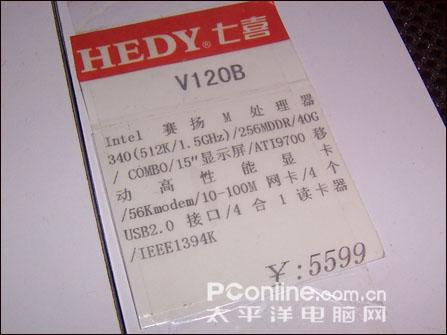 HEDY®七喜
V120B
Intel 赛扬 M 处理器
340(512K/1.5GHz)/256MDDR/40G
/ COMBO/15"显示屏/ATI9700 移
动高性能显卡
/56Kmodem/10-100M 网卡/4 个
USB2.0 接口/4 合 1 读卡器
/IEEE1394K
¥:5599
PConline.com.cn
太平洋电脑网